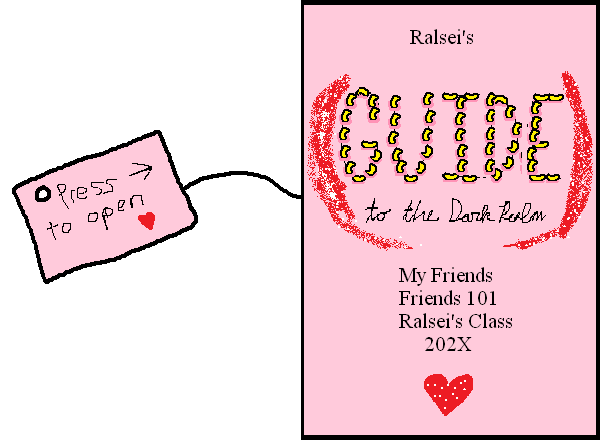 Press →
to open
Ralsei's
GUIDE
to the Dark Realm
My Friends
Friends 101
Ralsei's Class
202X